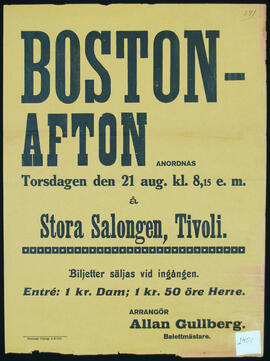 BOSTON-
AFTON
ANORDNAS
Torsdagen den 21 aug. kl. 8,15 e. m.
å
Stora Salongen, Tivoli.
Biljetter säljas vid ingången.
Entré: 1 kr. Dam; 1 kr. 50 öre Herre.
ARRANGÖR
Allan Gullberg.
Balettmästare.